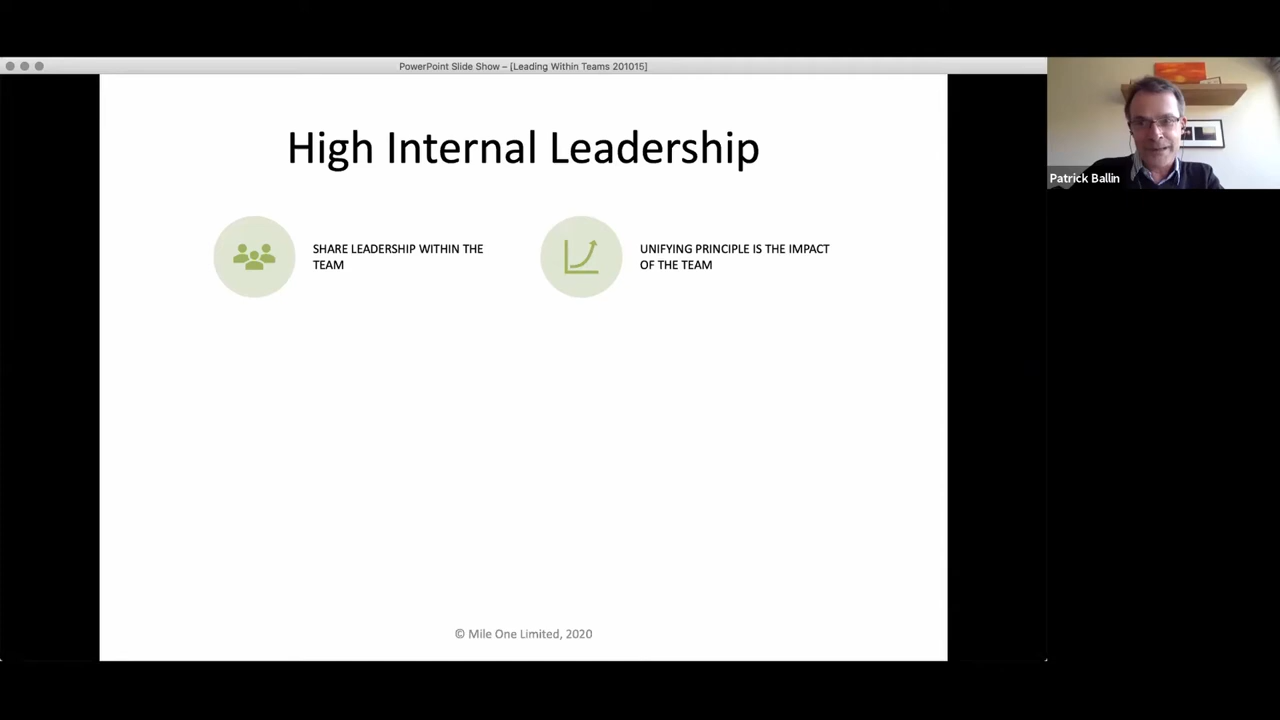 PowerPoint Slide Show – [Leading Within Teams 201015]
High Internal Leadership
SHARE LEADERSHIP WITHIN THE
TEAM
UNIFYING PRINCIPLE IS THE IMPACT
OF THE TEAM
© Mile One Limited, 2020
Patrick Ballin